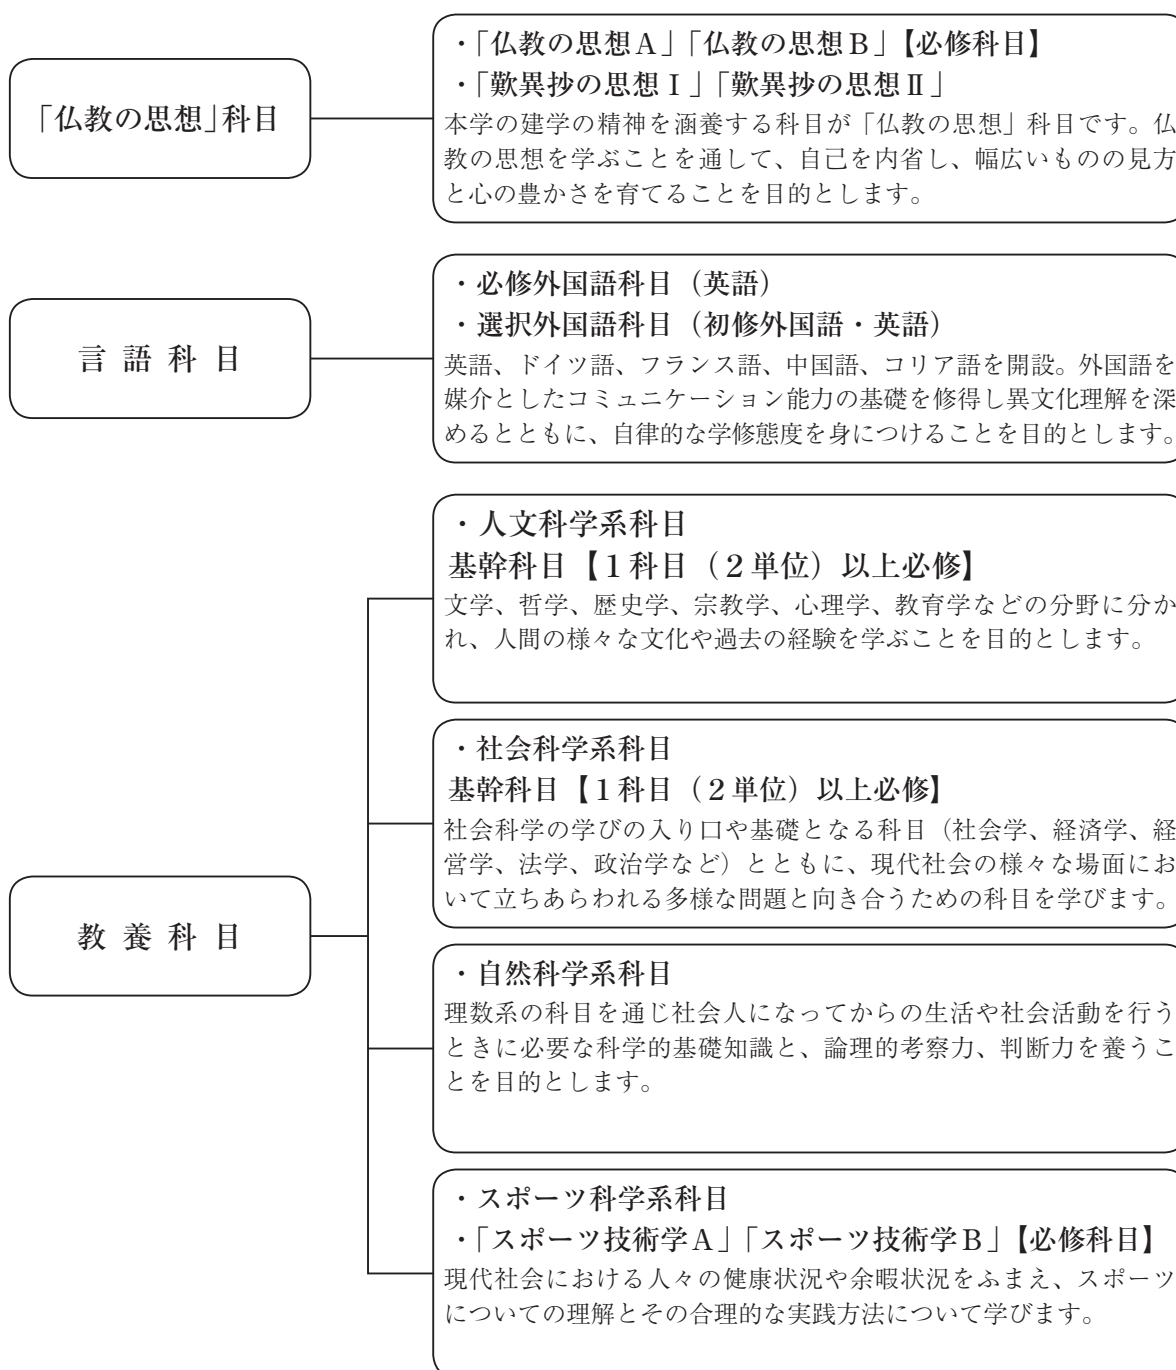 「仏教の思想」科目
・「仏教の思想Ａ」「仏教の思想Ｂ」【必修科目】
・「歎異抄の思想Ⅰ」「歎異抄の思想Ⅱ」
本学の建学の精神を涵養する科目が「仏教の思想」科目です。仏
教の思想を学ぶことを通して、自己を内省し、幅広いものの見方
と心の豊かさを育てることを目的とします。
言語科目
・必修外国語科目（英語）
・選択外国語科目（初修外国語・英語）
英語、ドイツ語、フランス語、中国語、コリア語を開設。外国語を
媒介としたコミュニケーション能力の基礎を修得し異文化理解を深
めるとともに、自律的な学修態度を身につけることを目的とします。
教養科目
・人文科学系科目
基幹科目【１科目（２単位）以上必修】
文学、哲学、歴史学、宗教学、心理学、教育学などの分野に分か
れ、人間の様々な文化や過去の経験を学ぶことを目的とします。
・社会科学系科目
基幹科目【１科目（２単位）以上必修】
社会科学の学びの入り口や基礎となる科目（社会学、経済学、経
営学、法学、政治学など）とともに、現代社会の様々な場面にお
いて立ちあらわれる多様な問題と向き合うための科目を学びます。
・自然科学系科目
理数系の科目を通じ社会人になってからの生活や社会活動を行う
ときに必要な科学的基礎知識と、論理的考察力、判断力を養うこ
とを目的とします。
・スポーツ科学系科目
・「スポーツ技術学Ａ」「スポーツ技術学Ｂ」【必修科目】
現代社会における人々の健康状況や余暇状況をふまえ、スポーツ
についての理解とその合理的な実践方法について学びます。